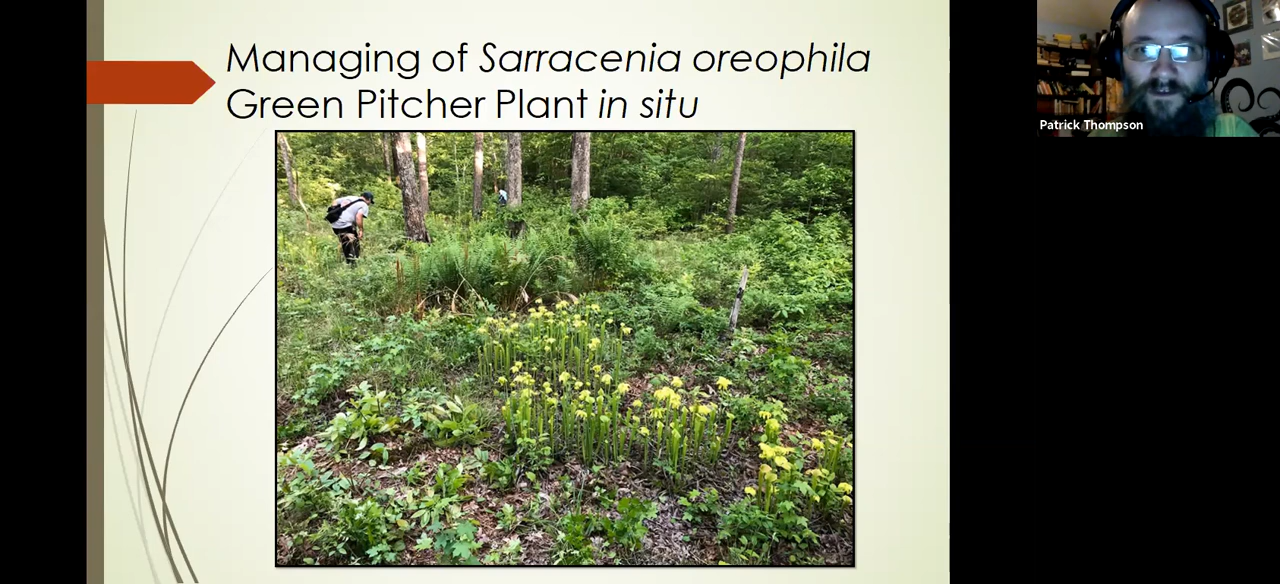 Managing of Sarracenia oreophila
Green Pitcher Plant in situ
Patrick Thompson